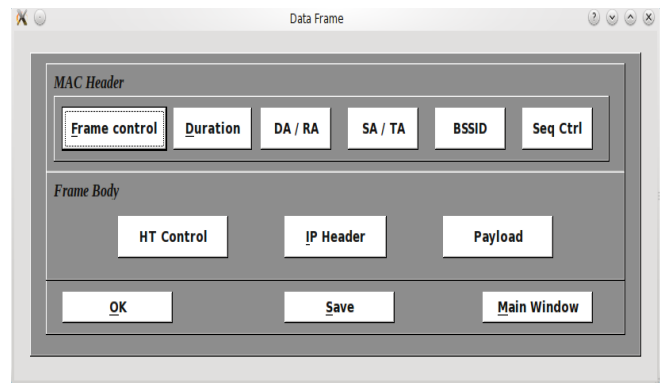 Data Frame
MAC Header
Frame control Duration DA / RA SA / TA BSSID Seq Ctrl
Frame Body
HT Control IP Header Payload
OK Save Main Window